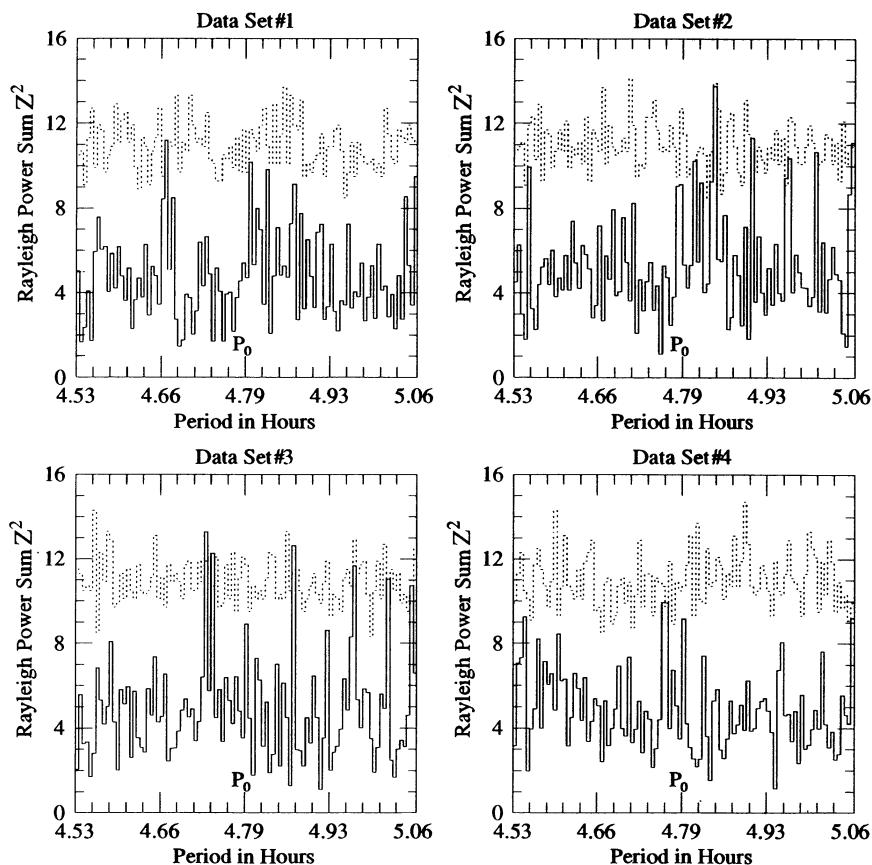 Data Set#1
16
12
8
4
0
Rayleigh Power Sum Z²
P₀
4.53 4.66 4.79 4.93 5.06
Period in Hours
Data Set#2
16
12
8
4
0
Rayleigh Power Sum Z²
P₀
4.53 4.66 4.79 4.93 5.06
Period in Hours
Data Set#3
16
12
8
4
0
Rayleigh Power Sum Z²
P₀
4.53 4.66 4.79 4.93 5.06
Period in Hours
Data Set#4
16
12
8
4
0
Rayleigh Power Sum Z²
P₀
4.53 4.66 4.79 4.93 5.06
Period in Hours